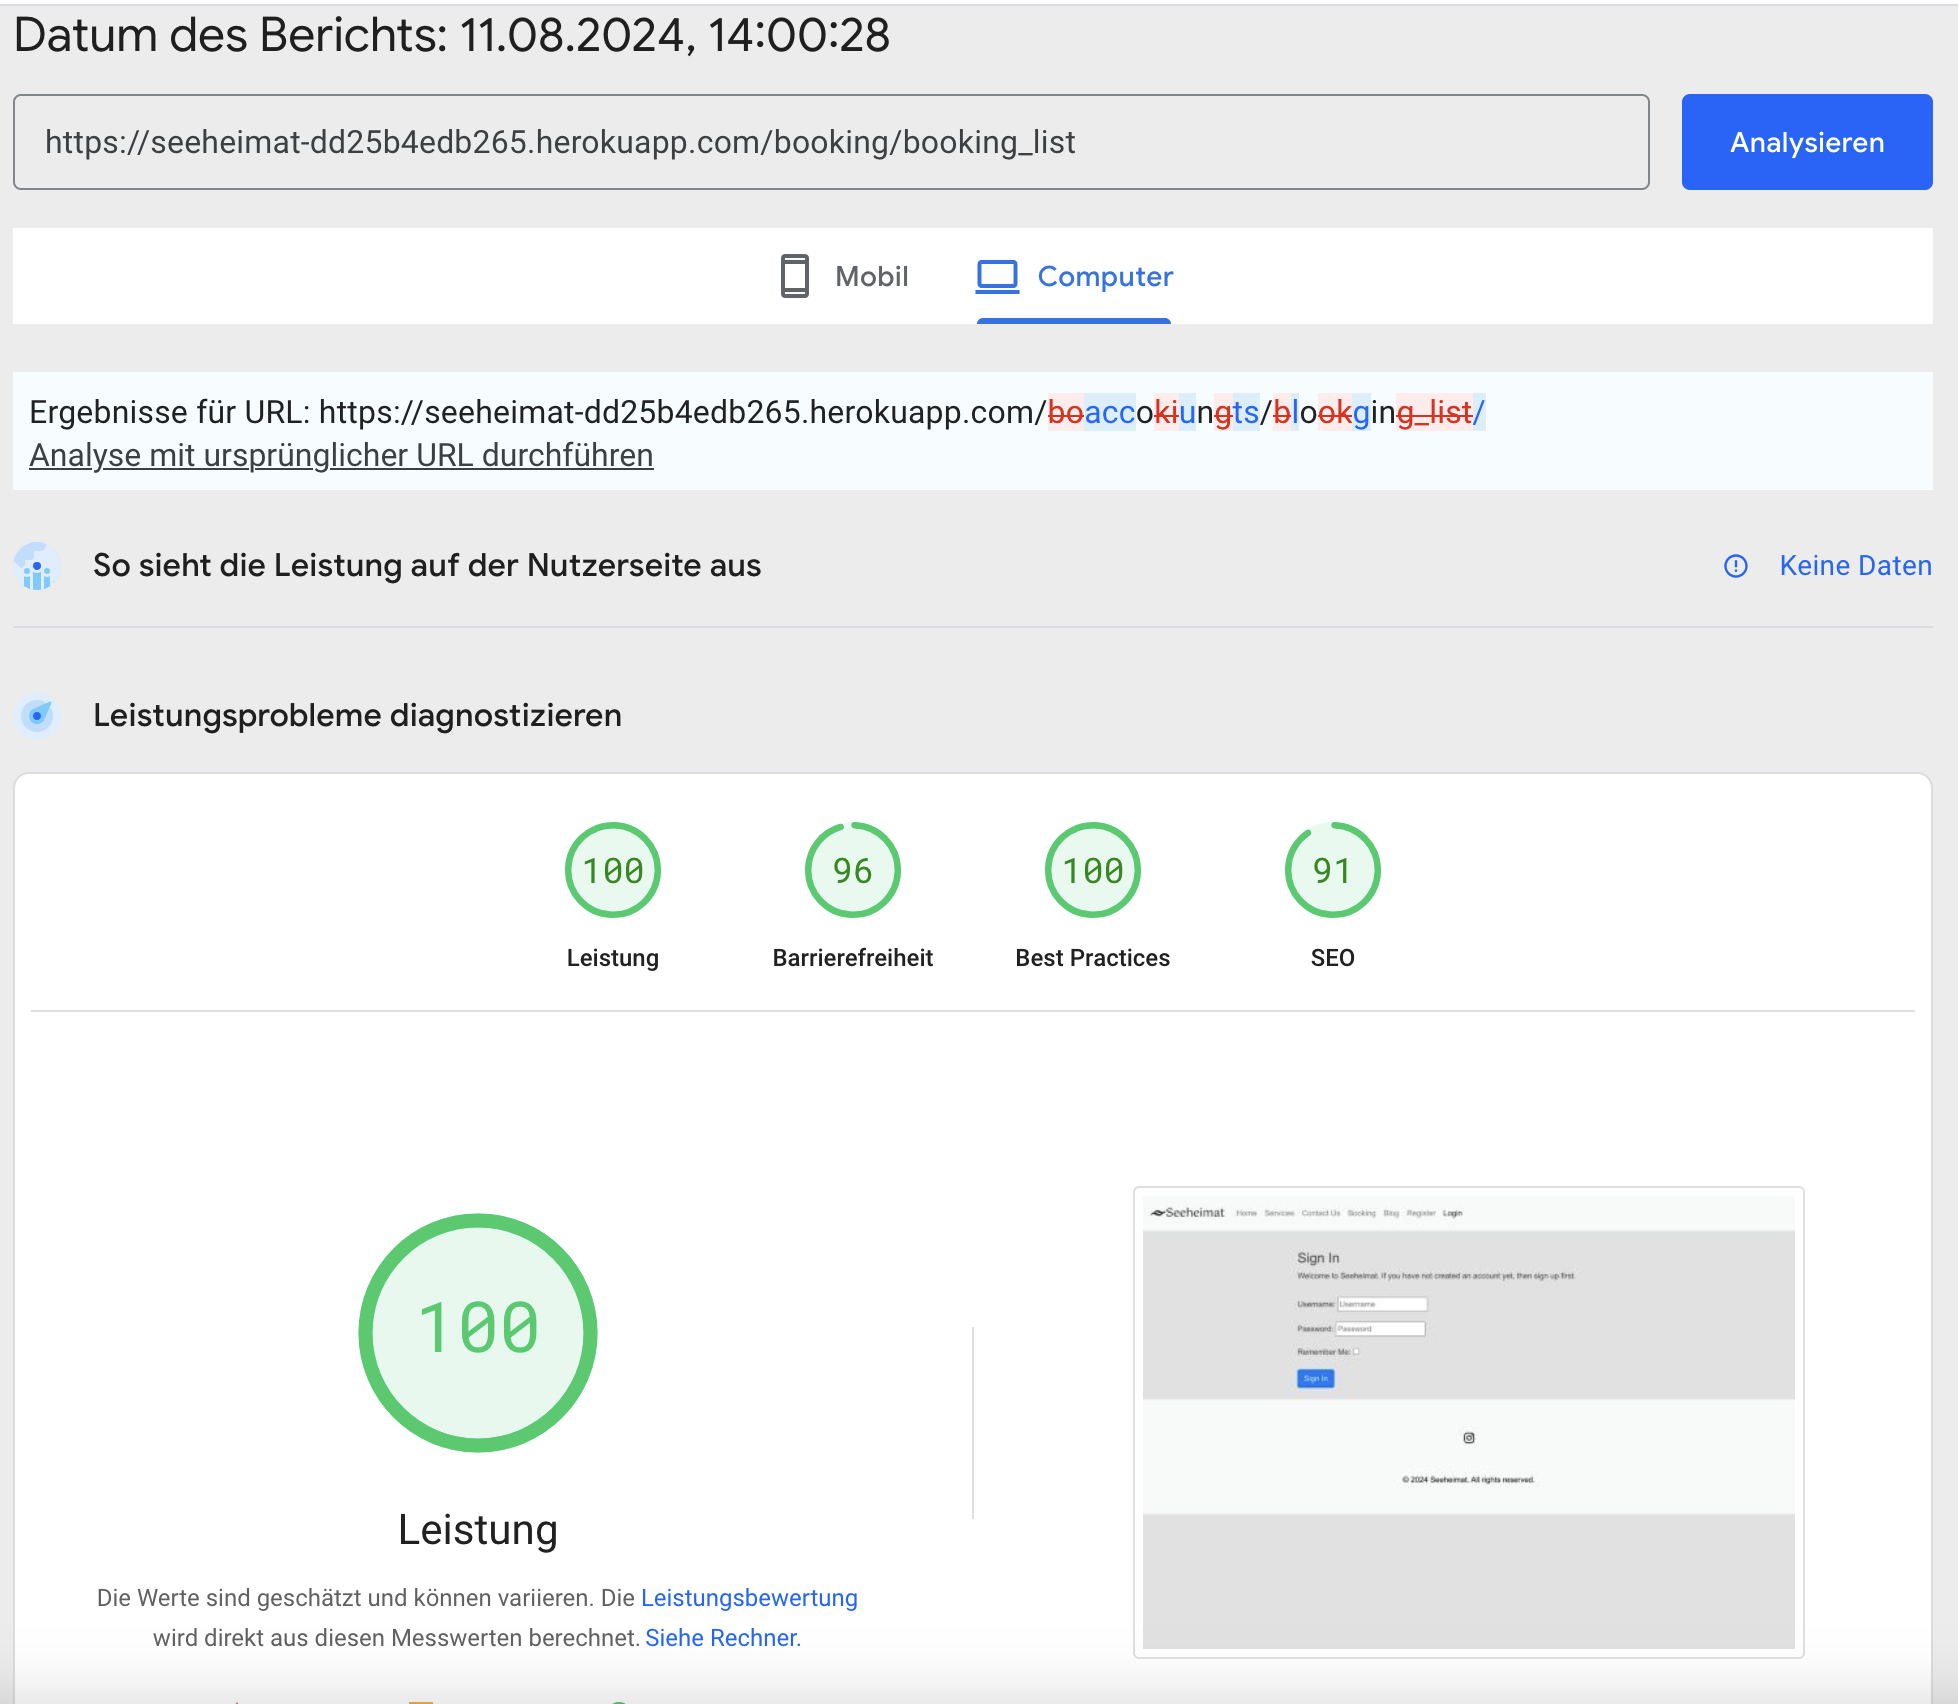 Datum des Berichts: 11.08.2024, 14:00:28
https://seeheimat-dd25b4edb265.herokuapp.com/booking/booking_list
Analysieren
Mobil
Computer
Ergebnisse für URL: https://seeheimat-dd25b4edb265.herokuapp.com/boaccokiungts/blookging_list/
Analyse mit ursprünglicher URL durchführen
So sieht die Leistung auf der Nutzerseite aus
Keine Daten
Leistungsprobleme diagnostizieren
100
96
100
91
Leistung
Barrierefreiheit
Best Practices
SEO
100
Leistung
Die Werte sind geschätzt und können variieren. Die Leistungsbewertung
wird direkt aus diesen Messwerten berechnet. Siehe Rechner.
Seeheimat Home Services Contact Us Booking Blog Register Login
Sign In
Welcome to Seeheimat. If you have not created an account yet, then sign up first.
Username: Username
Password: Password
Remember Me:
Sign In
© 2024 Seeheimat. All rights reserved.